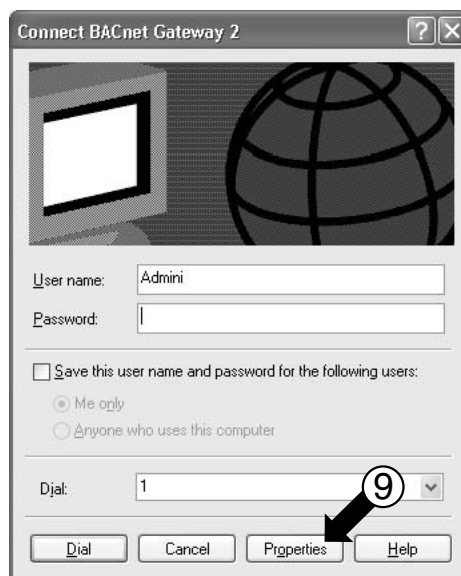 Connect BACnet Gateway 2 ? X
User name: Admini
Password:
Save this user name and password for the following users:
Me only
Anyone who uses this computer
Dial: 1
9
Dial Cancel Properties Help